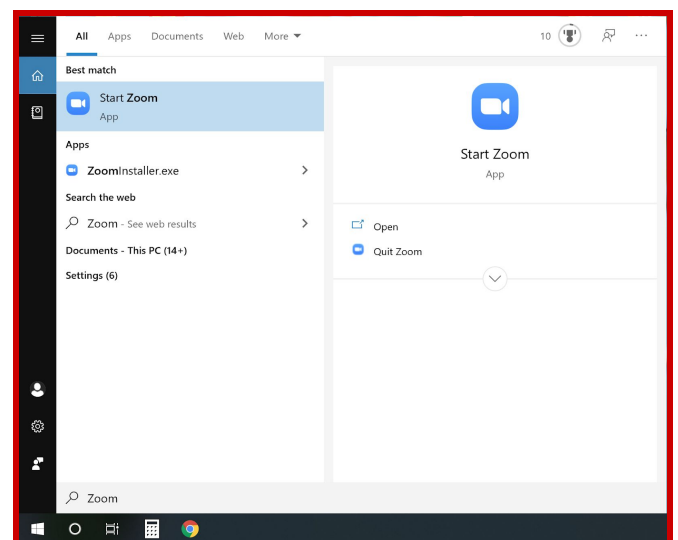 All Apps Documents Web More 10 ...
Best match
Start Zoom
App
Apps
ZoomInstaller.exe
Search the web
Zoom - See web results
Documents - This PC (14+)
Settings (6)
Start Zoom
App
Open
Quit Zoom
Zoom